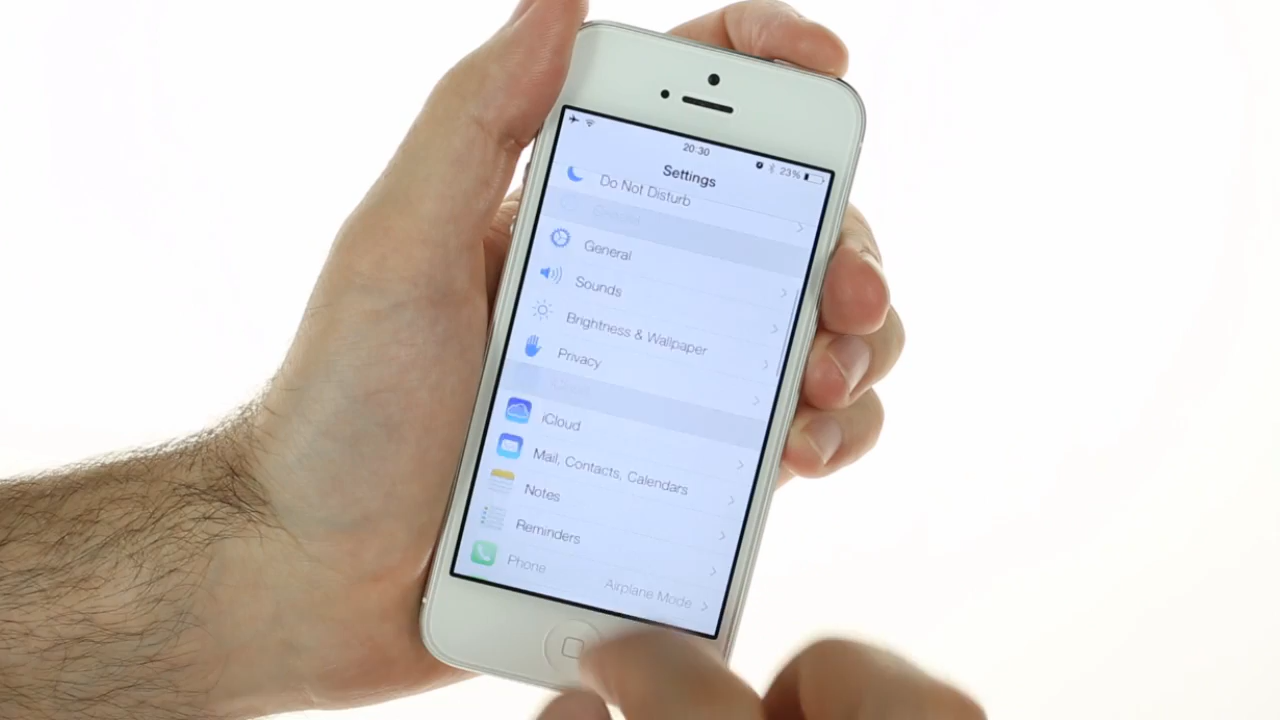 20:30
23%
Settings
Do Not Disturb
General
Sounds
Brightness & Wallpaper
Privacy
iCloud
Mail, Contacts, Calendars
Notes
Reminders
Phone Airplane Mode